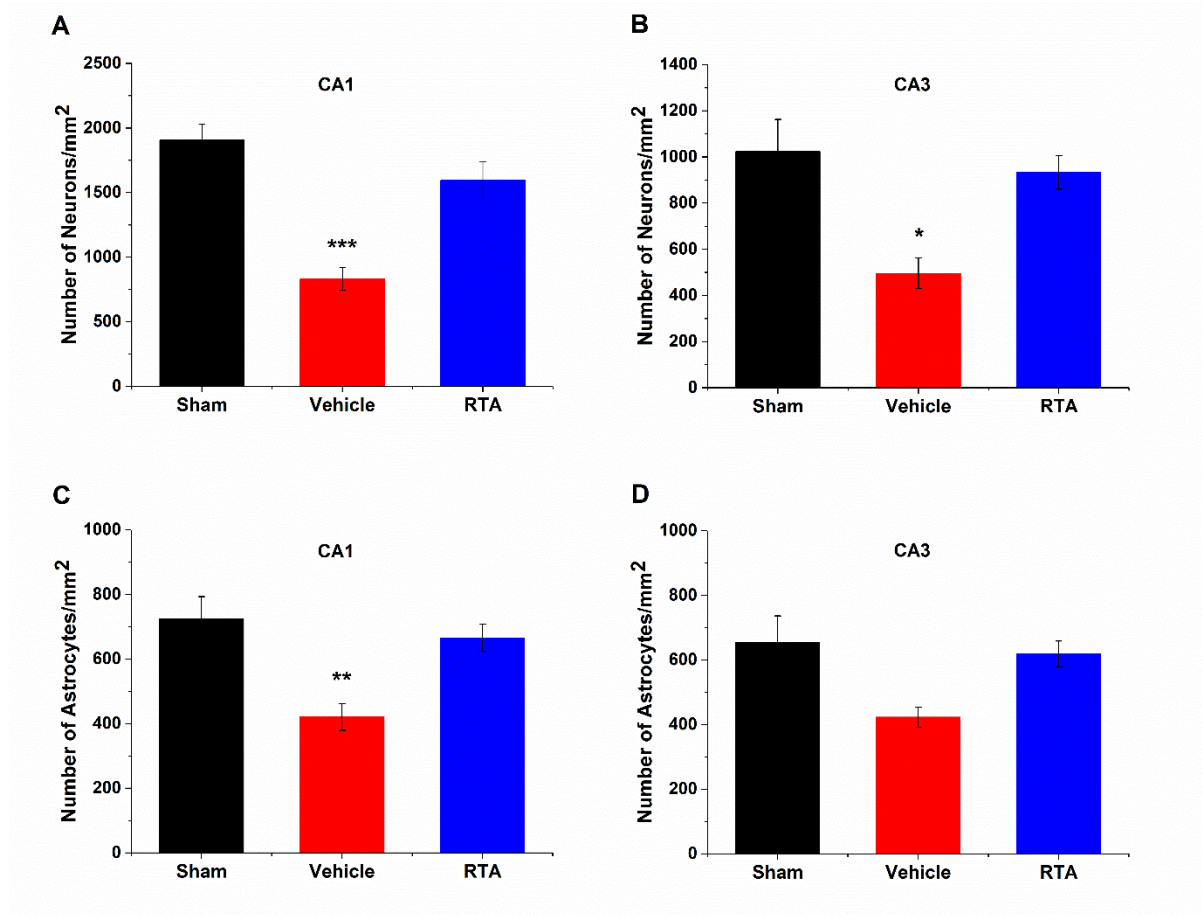 A
CA1
Number of Neurons/mm2
2500
2000
1500
1000
500
0
***
Sham Vehicle RTA
B
CA3
Number of Neurons/mm2
1400
1200
1000
800
600
400
200
0
*
Sham Vehicle RTA
C
CA1
Number of Astrocytes/mm2
1000
800
600
400
200
0
**
Sham Vehicle RTA
D
CA3
Number of Astrocytes/mm2
1000
800
600
400
200
0
Sham Vehicle RTA